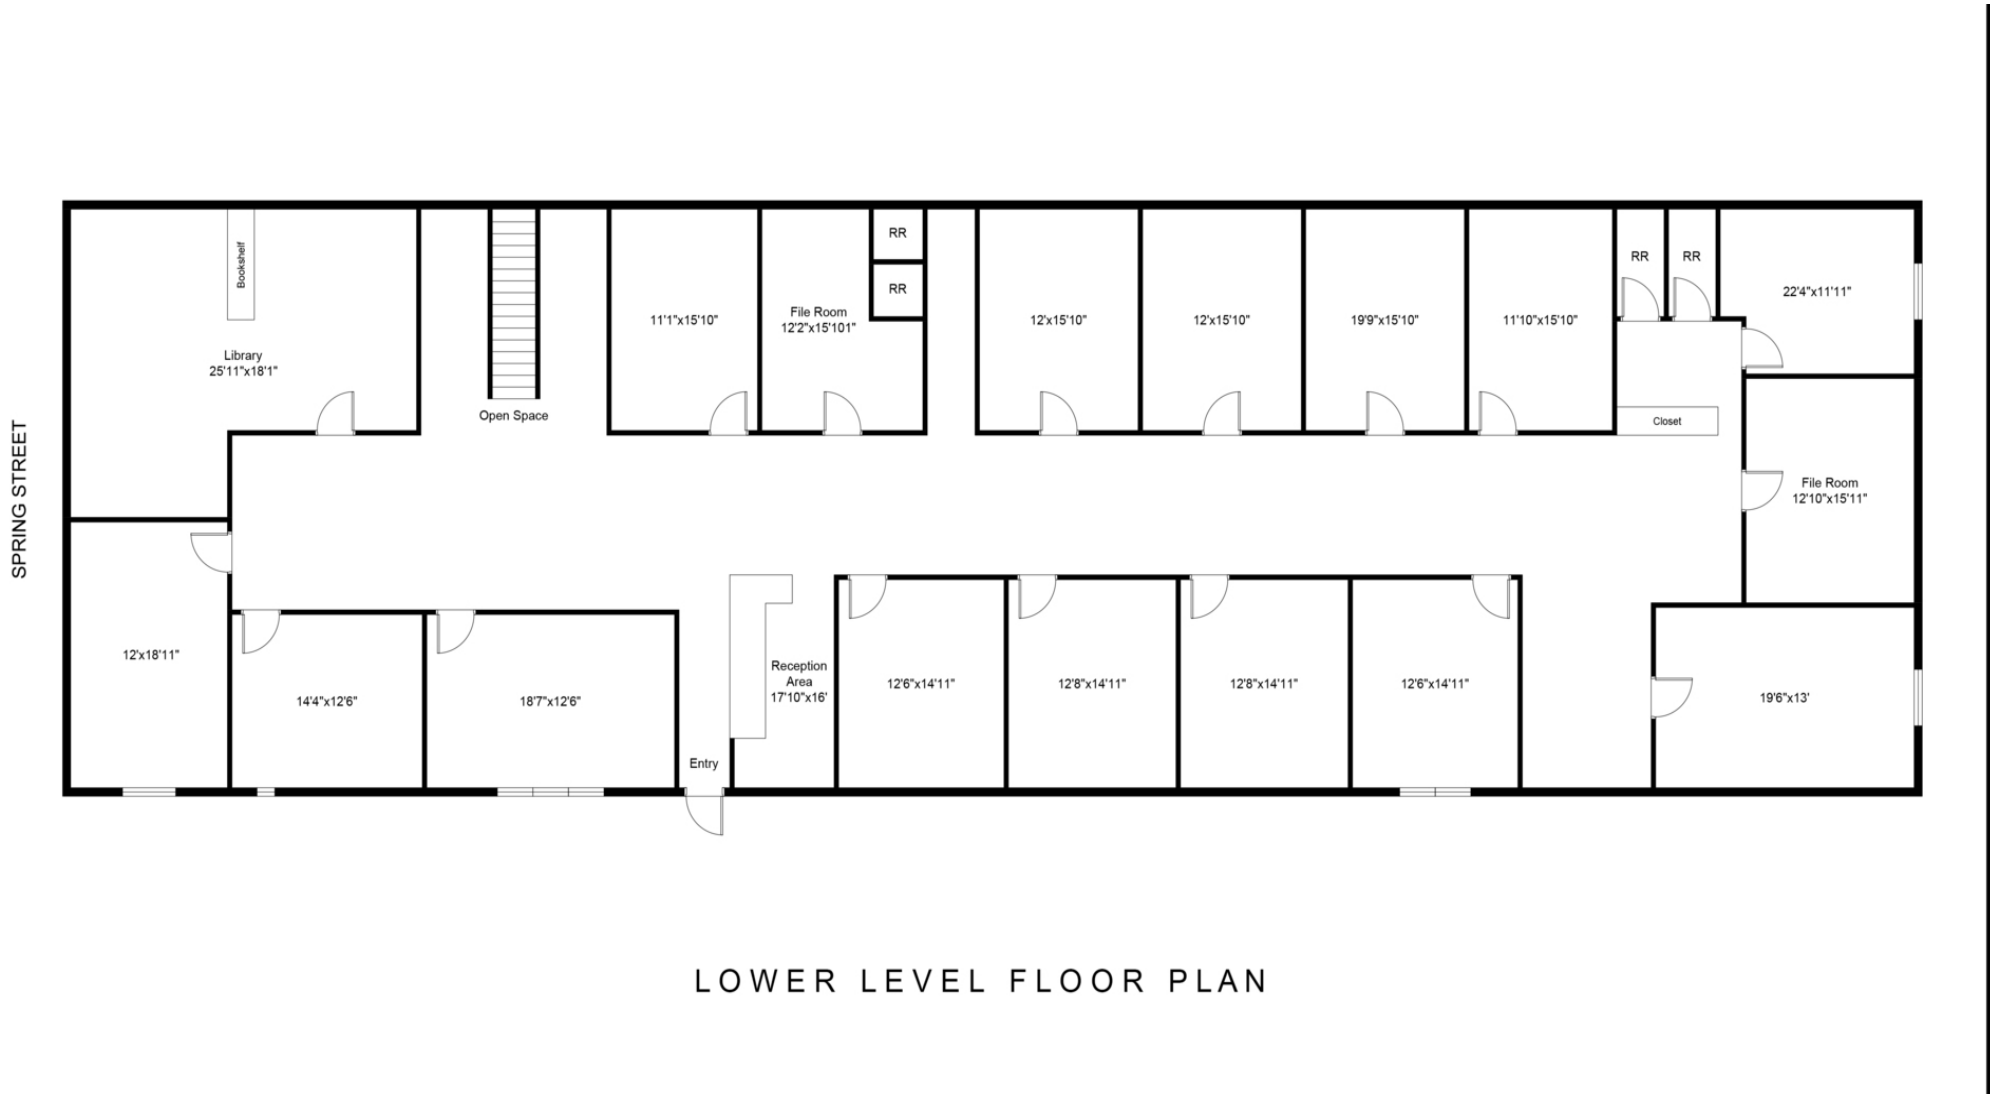 RR
Bookshelf
RR
RR
RR
22'4"x11'11"
File Room
12'2"x15'101"
11'1"x15'10"
12'x15'10"
12'x15'10"
19'9"x15'10"
11'10"x15'10"
Library
25'11"x18'1"
Open Space
Closet
SPRING STREET
File Room
12'10"x15'11"
12'x18'11"
14'4"x12'6"
18'7"x12'6"
Reception
Area
17'10"x16'
12'6"x14'11"
12'8"x14'11"
12'8"x14'11"
12'6"x14'11"
19'6"x13'
Entry
LOWER LEVEL FLOOR PLAN